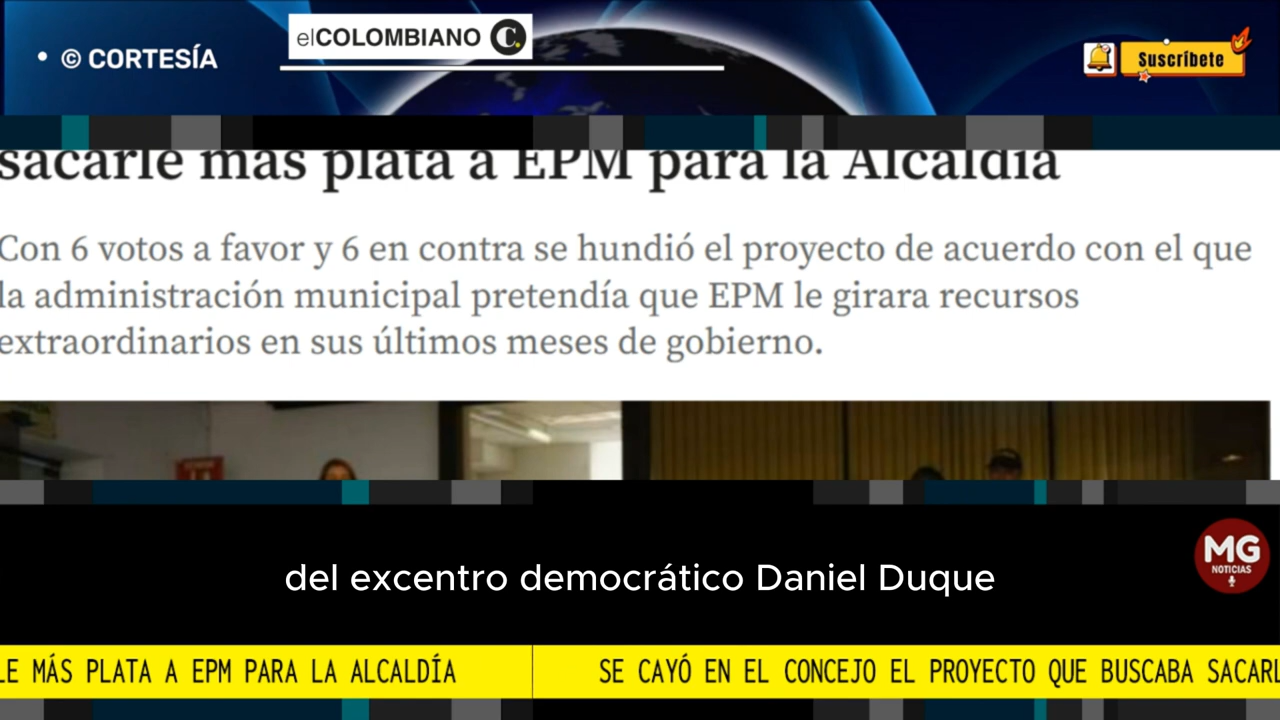 • © CORTESÍA
elCOLOMBIANO C.
Suscríbete
sacarle más plata a EPM para la Alcaldía
Con 6 votos a favor y 6 en contra se hundió el proyecto de acuerdo con el que
la administración municipal pretendía que EPM le girara recursos
extraordinarios en sus últimos meses de gobierno.
MG
NOTICIAS
del excentro democrático Daniel Duque
LE MÁS PLATA A EPM PARA LA ALCALDÍA SE CAYÓ EN EL CONCEJO EL PROYECTO QUE BUSCABA SACARL